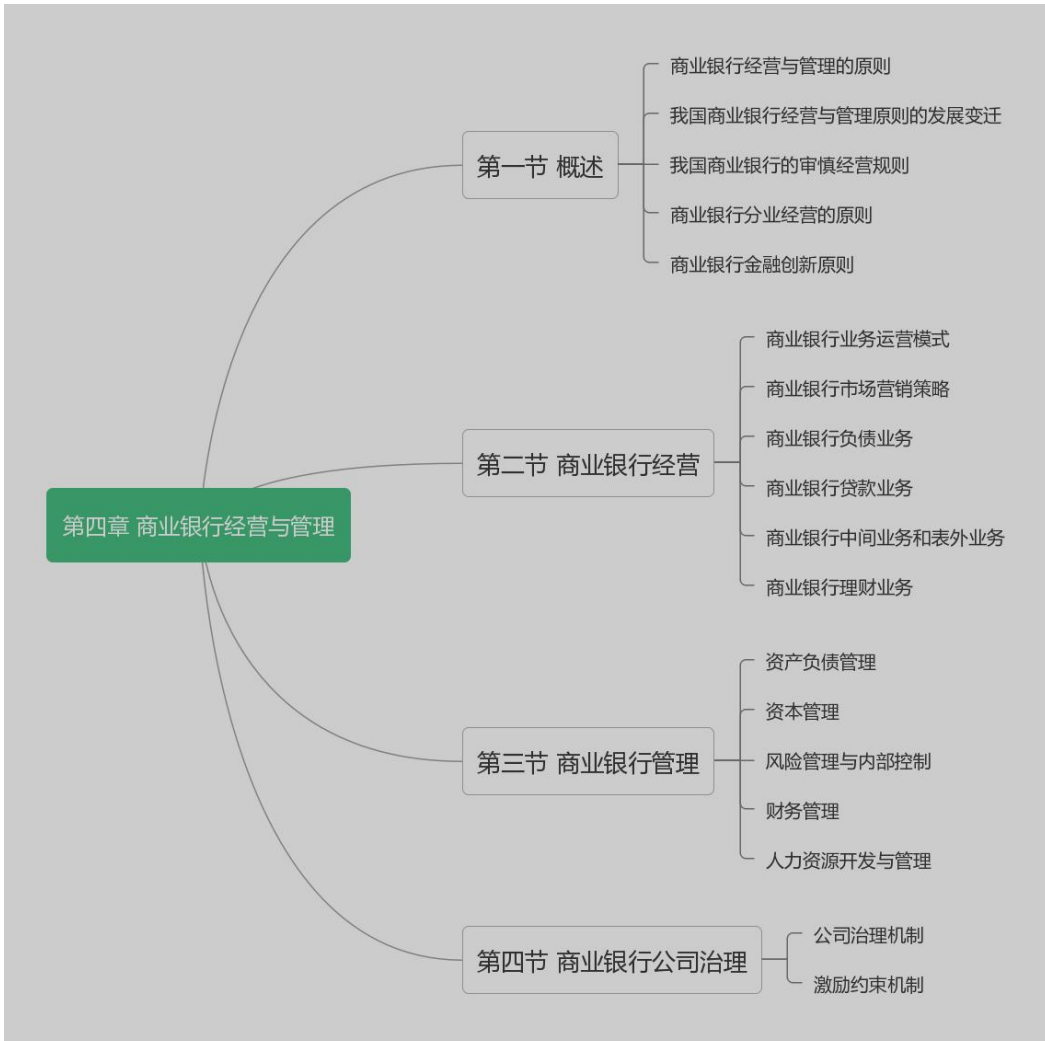 第四章 商业银行经营与管理
第一节 概述
商业银行经营与管理的原则
我国商业银行经营与管理原则的发展变迁
我国商业银行的审慎经营规则
商业银行分业经营的原则
商业银行金融创新原则
第二节 商业银行经营
商业银行业务运营模式
商业银行市场营销策略
商业银行负债业务
商业银行贷款业务
商业银行中间业务和表外业务
商业银行理财业务
第三节 商业银行管理
资产负债管理
资本管理
风险管理与内部控制
财务管理
人力资源开发与管理
第四节 商业银行公司治理
公司治理机制
激励约束机制